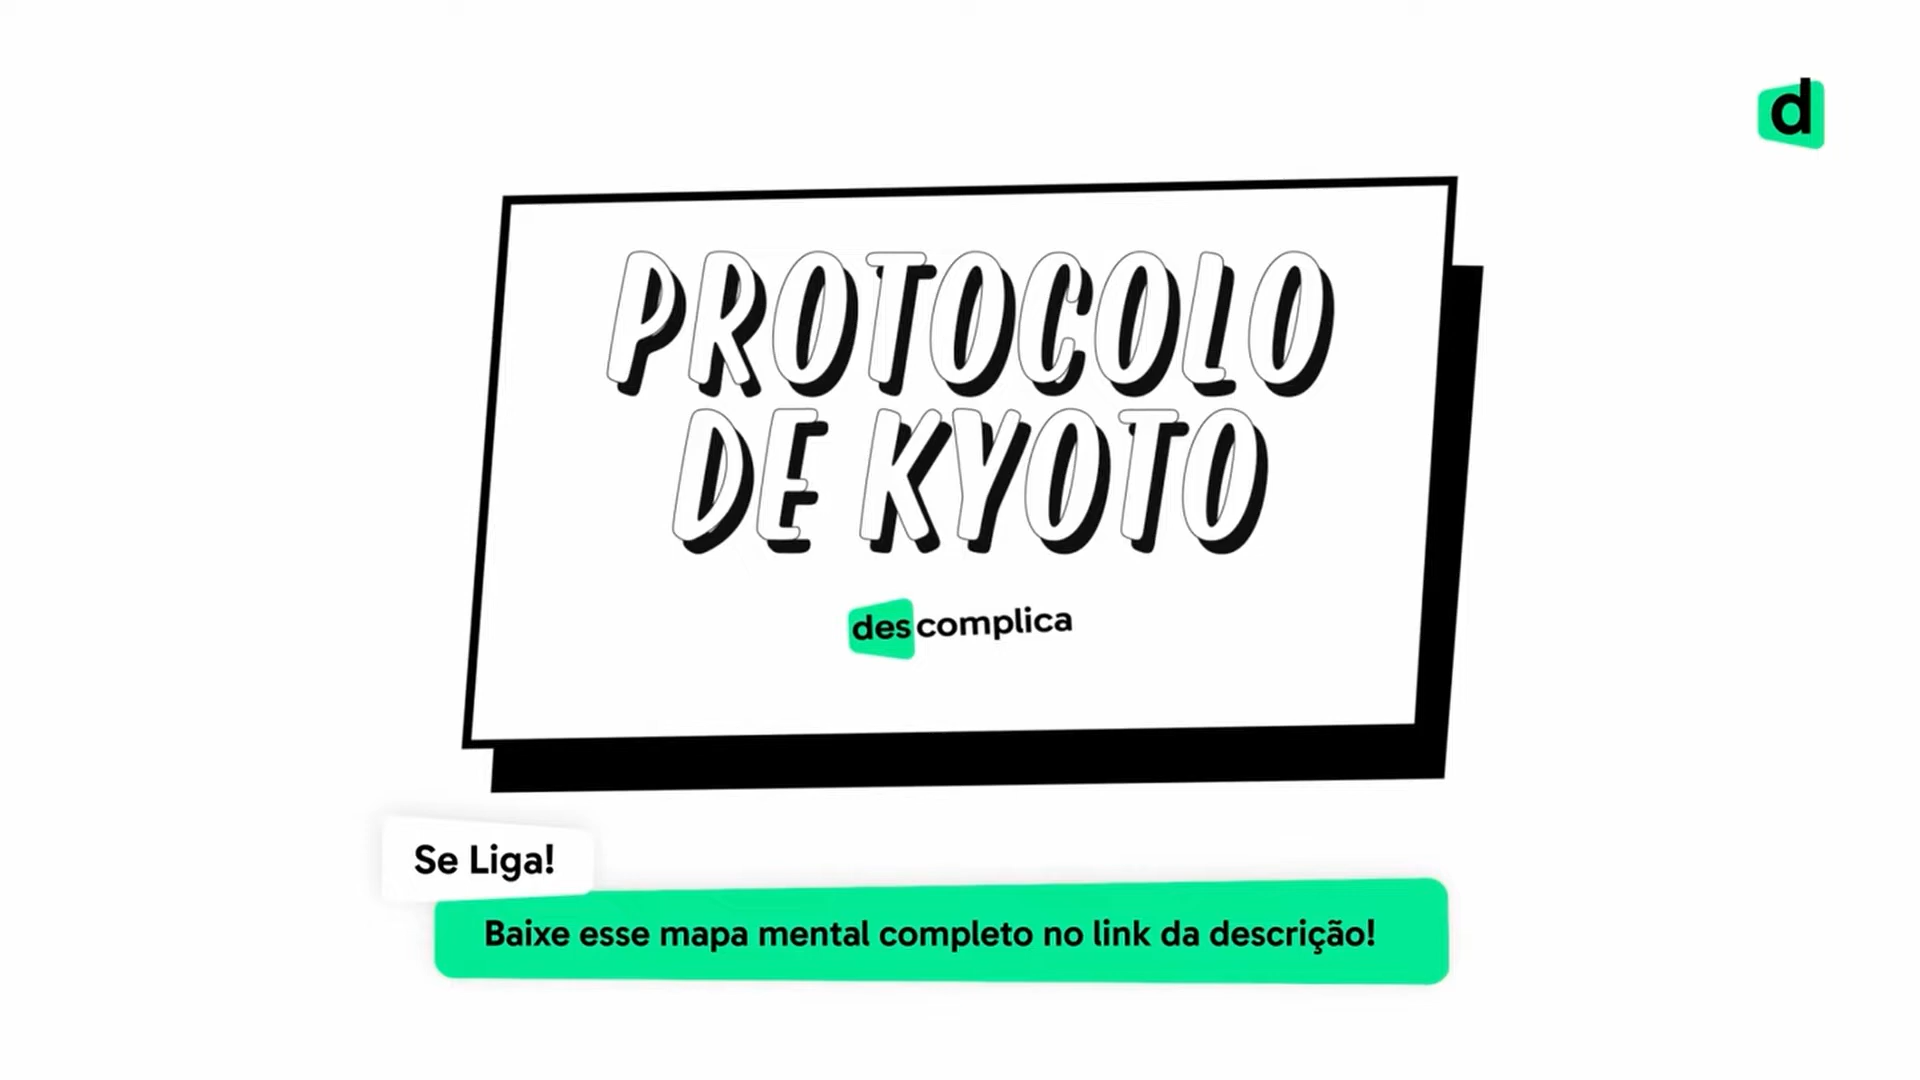 d
PROTOCOLO
DE KYOTO
descomplica
Se Liga!
Baixe esse mapa mental completo no link da descrição!